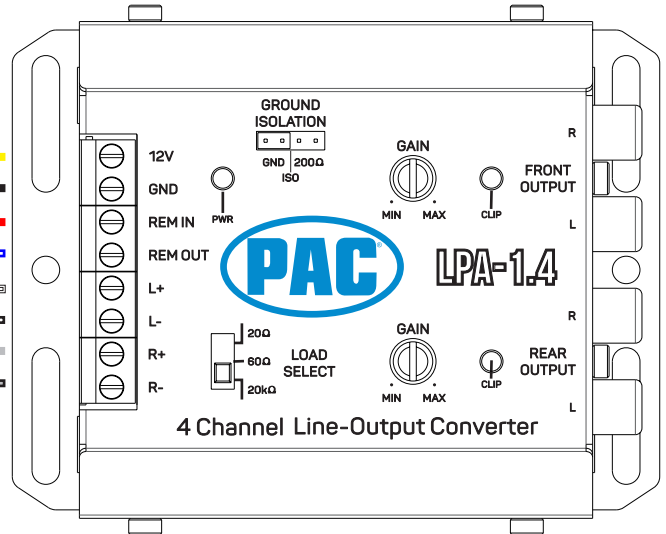 GROUND
ISOLATION
GND 200Ω
ISO
12V
GND
REM IN
REM OUT
L+
L-
R+
R-
PWR
GAIN
MIN MAX
CLIP
R
FRONT
OUTPUT
L
PAC®
LPA-1.4
20Ω
60Ω
20kΩ
LOAD
SELECT
GAIN
MIN MAX
CLIP
R
REAR
OUTPUT
L
4 Channel Line-Output Converter